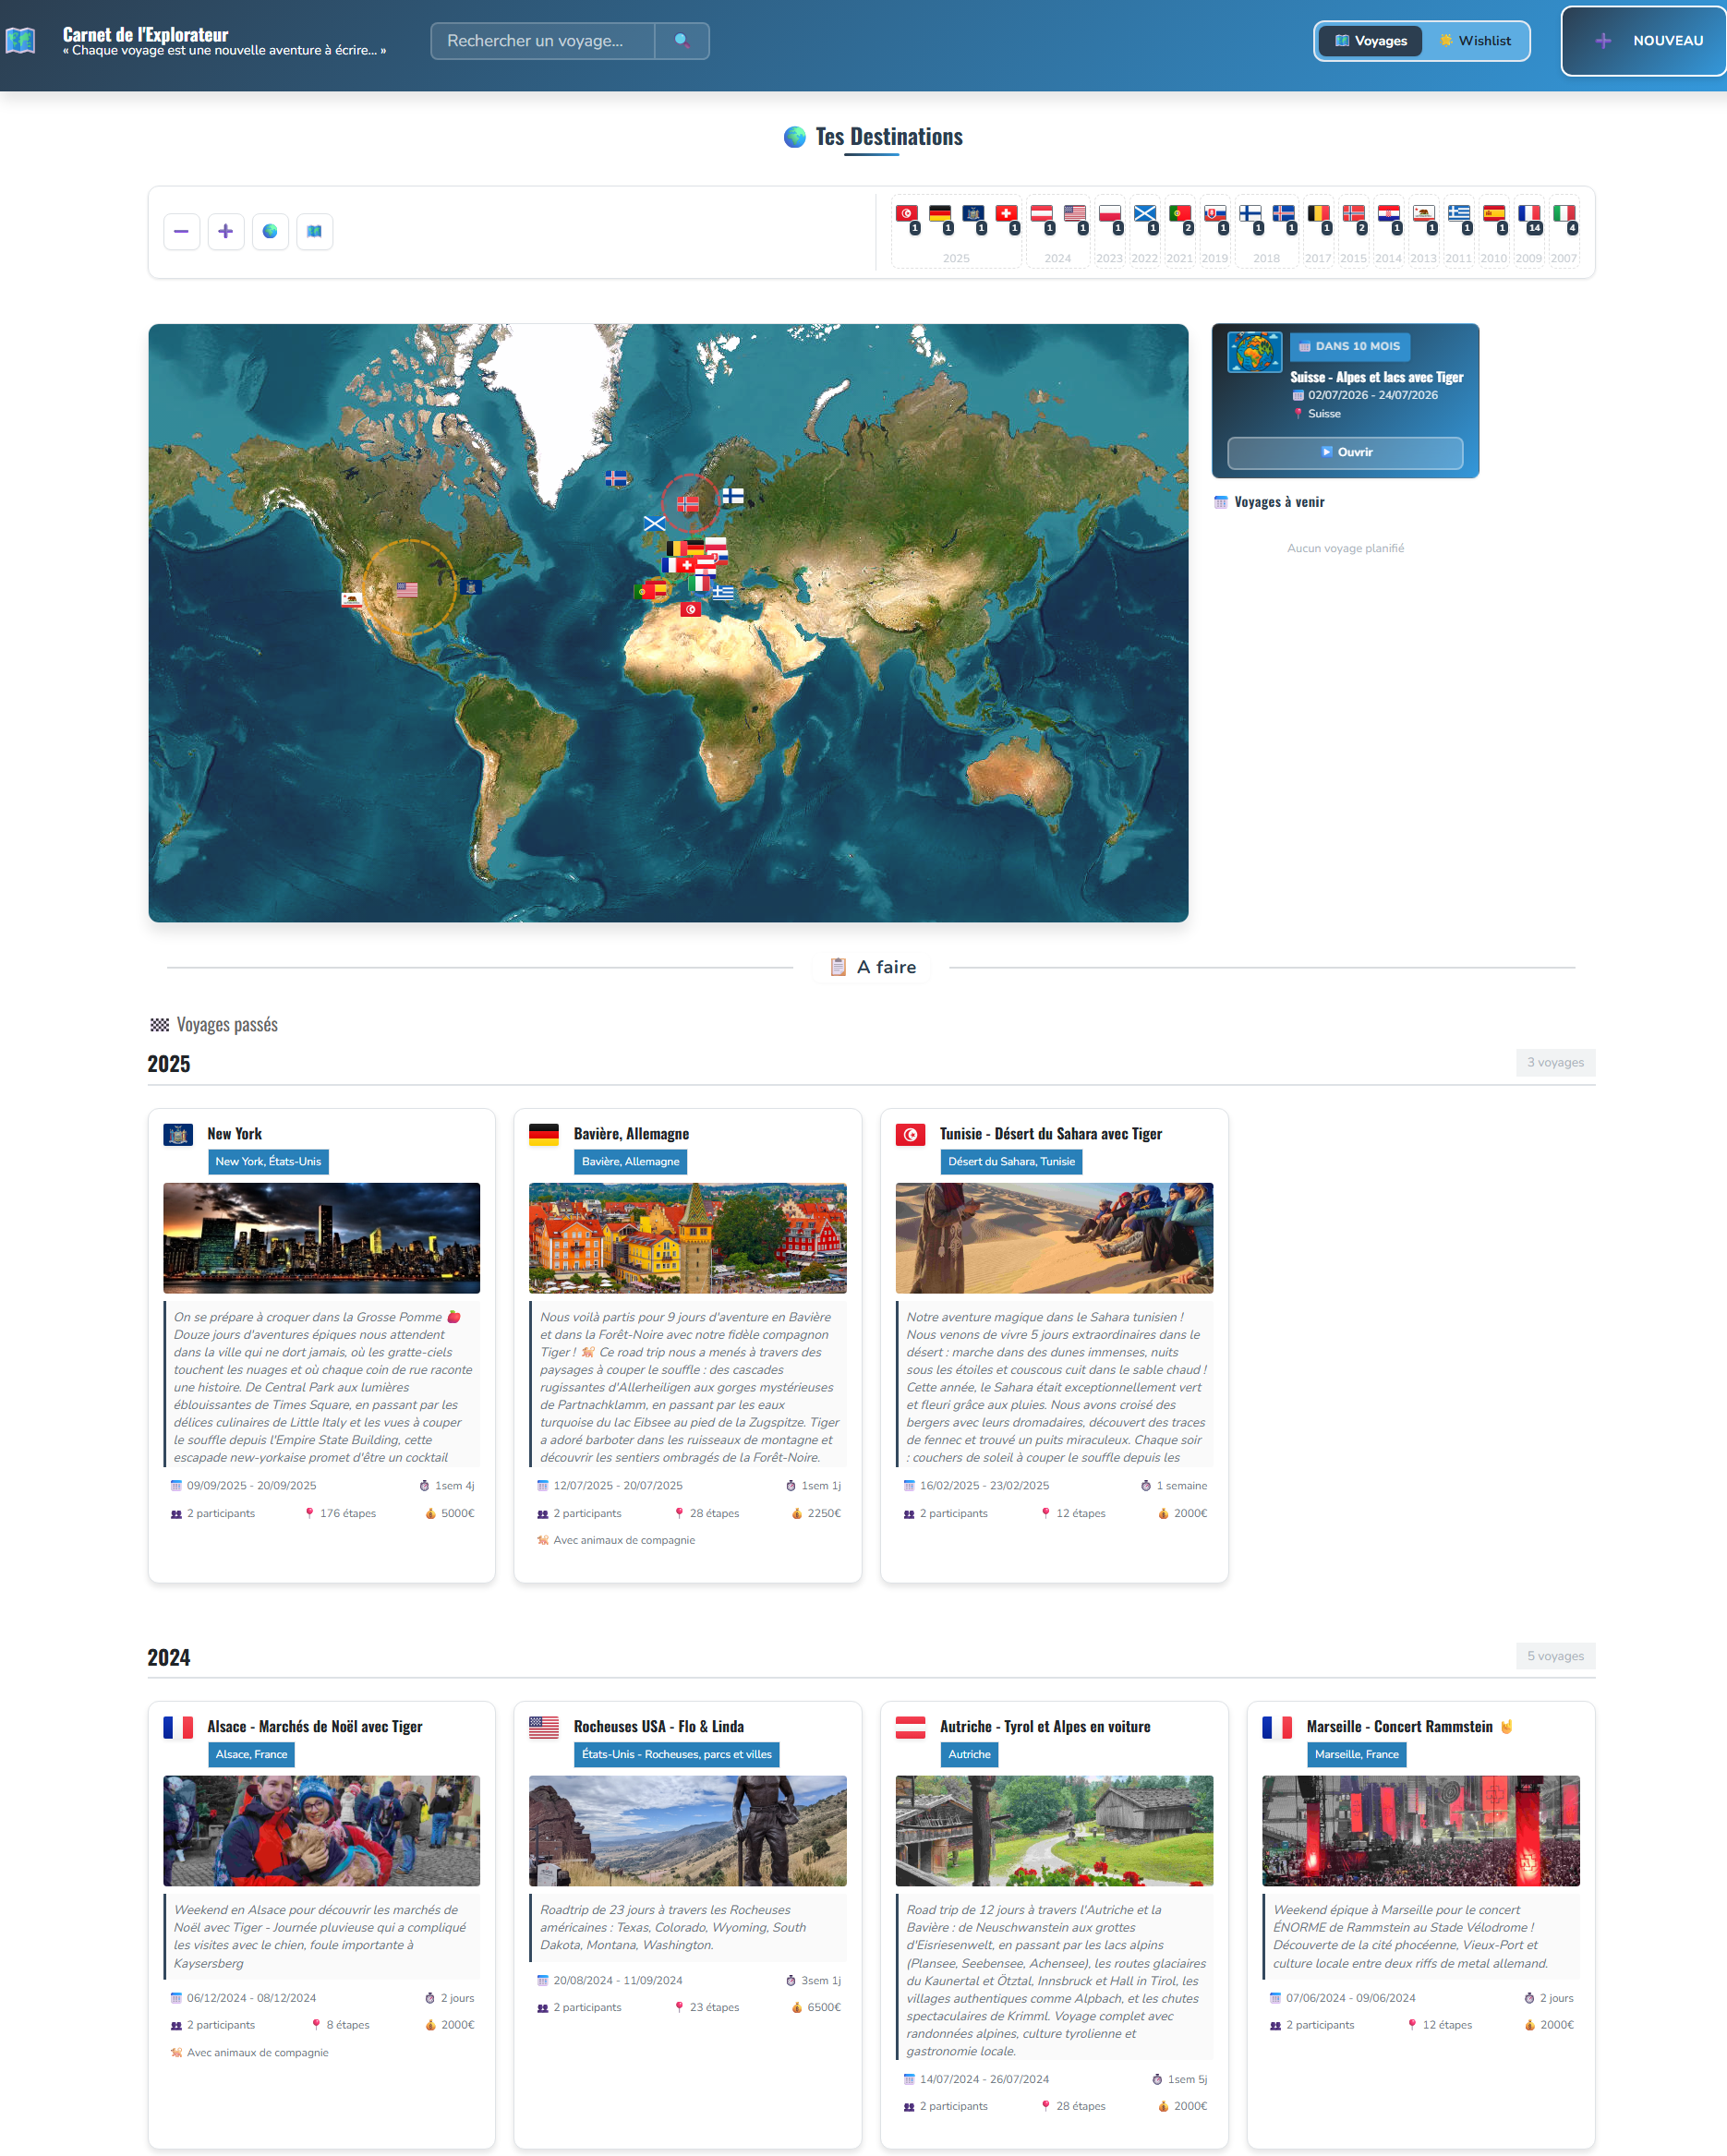 Carnet de l'Explorateur
« Chaque voyage est une nouvelle aventure à écrire... »
Rechercher un voyage...
Voyages
Wishlist
NOUVEAU
Tes Destinations
1 1 1 1 1 1 1 1 2 1 1 1 1 2 1 1 1 1 14 4
2025 2024 2023 2022 2021 2019 2018 2017 2015 2014 2013 2011 2010 2009 2007
DANS 10 MOIS
Suisse - Alpes et lacs avec Tiger
02/07/2026 - 24/07/2026
Suisse
Ouvrir
Voyages à venir
Aucun voyage planifié
A faire
Voyages passés
2025
3 voyages
New York
New York, États-Unis
On se prépare à croquer dans la Grosse Pomme 🍎
Douze jours d'aventures épiques nous attendent
dans la ville qui ne dort jamais, où les gratte-ciels
touchent les nuages et où chaque coin de rue raconte
une histoire. De Central Park aux lumières
éblouissantes de Times Square, en passant par les
délices culinaires de Little Italy et les vues à couper
le souffle depuis l'Empire State Building, cette
escapade new-yorkaise promet d'être un cocktail
09/09/2025 - 20/09/2025
1sem 4j
2 participants
176 étapes
5000€
Bavière, Allemagne
Bavière, Allemagne
Nous voilà partis pour 9 jours d'aventure en Bavière
et dans la Forêt-Noire avec notre fidèle compagnon
Tiger ! 🐕 Ce road trip nous a menés à travers des
paysages à couper le souffle : des cascades
rugissantes d'Allerheiligen aux gorges mystérieuses
de Partnachklamm, en passant par les eaux
turquoise du lac Eibsee au pied de la Zugspitze. Tiger
a adoré barboter dans les ruisseaux de montagne et
découvrir les sentiers ombragés de la Forêt-Noire.
12/07/2025 - 20/07/2025
1sem 1j
2 participants
28 étapes
2250€
Avec animaux de compagnie
Tunisie - Désert du Sahara avec Tiger
Désert du Sahara, Tunisie
Notre aventure magique dans le Sahara tunisien !
Nous venons de vivre 5 jours extraordinaires dans le
désert : marche dans des dunes immenses, nuits
sous les étoiles et couscous cuit dans le sable chaud !
Cette année, le Sahara était exceptionnellement vert
et fleuri grâce aux pluies. Nous avons croisé des
bergers avec leurs dromadaires, découvert des traces
de fennec et trouvé un puits miraculeux. Chaque soir
: couchers de soleil à couper le souffle depuis les
16/02/2025 - 23/02/2025
1 semaine
2 participants
12 étapes
2000€
2024
5 voyages
Alsace - Marchés de Noël avec Tiger
Alsace, France
Weekend en Alsace pour découvrir les marchés de
Noël avec Tiger - Journée pluvieuse qui a compliqué
les visites avec le chien, foule importante à
Kaysersberg
06/12/2024 - 08/12/2024
2 jours
2 participants
8 étapes
2000€
Avec animaux de compagnie
Rocheuses USA - Flo & Linda
États-Unis - Rocheuses, parcs et villes
Roadtrip de 23 jours à travers les Rocheuses
américaines : Texas, Colorado, Wyoming, South
Dakota, Montana, Washington.
20/08/2024 - 11/09/2024
3sem 1j
2 participants
23 étapes
6500€
Autriche - Tyrol et Alpes en voiture
Autriche
Road trip de 12 jours à travers l'Autriche et la
Bavière : de Neuschwanstein aux grottes
d'Eisriesenwelt, en passant par les lacs alpins
(Plansee, Seebensee, Achensee), les routes glaciaires
du Kaunertal et Ötztal, Innsbruck et Hall in Tirol, les
villages authentiques comme Alpbach, et les chutes
spectaculaires de Krimml. Voyage complet avec
randonnées alpines, culture tyrolienne et
gastronomie locale.
14/07/2024 - 26/07/2024
1sem 5j
2 participants
28 étapes
2000€
Marseille - Concert Rammstein 🤘
Marseille, France
Weekend épique à Marseille pour le concert
ÉNORME de Rammstein au Stade Vélodrome !
Découverte de la cité phocéenne, Vieux-Port et
culture locale entre deux riffs de metal allemand.
07/06/2024 - 09/06/2024
2 jours
2 participants
12 étapes
2000€